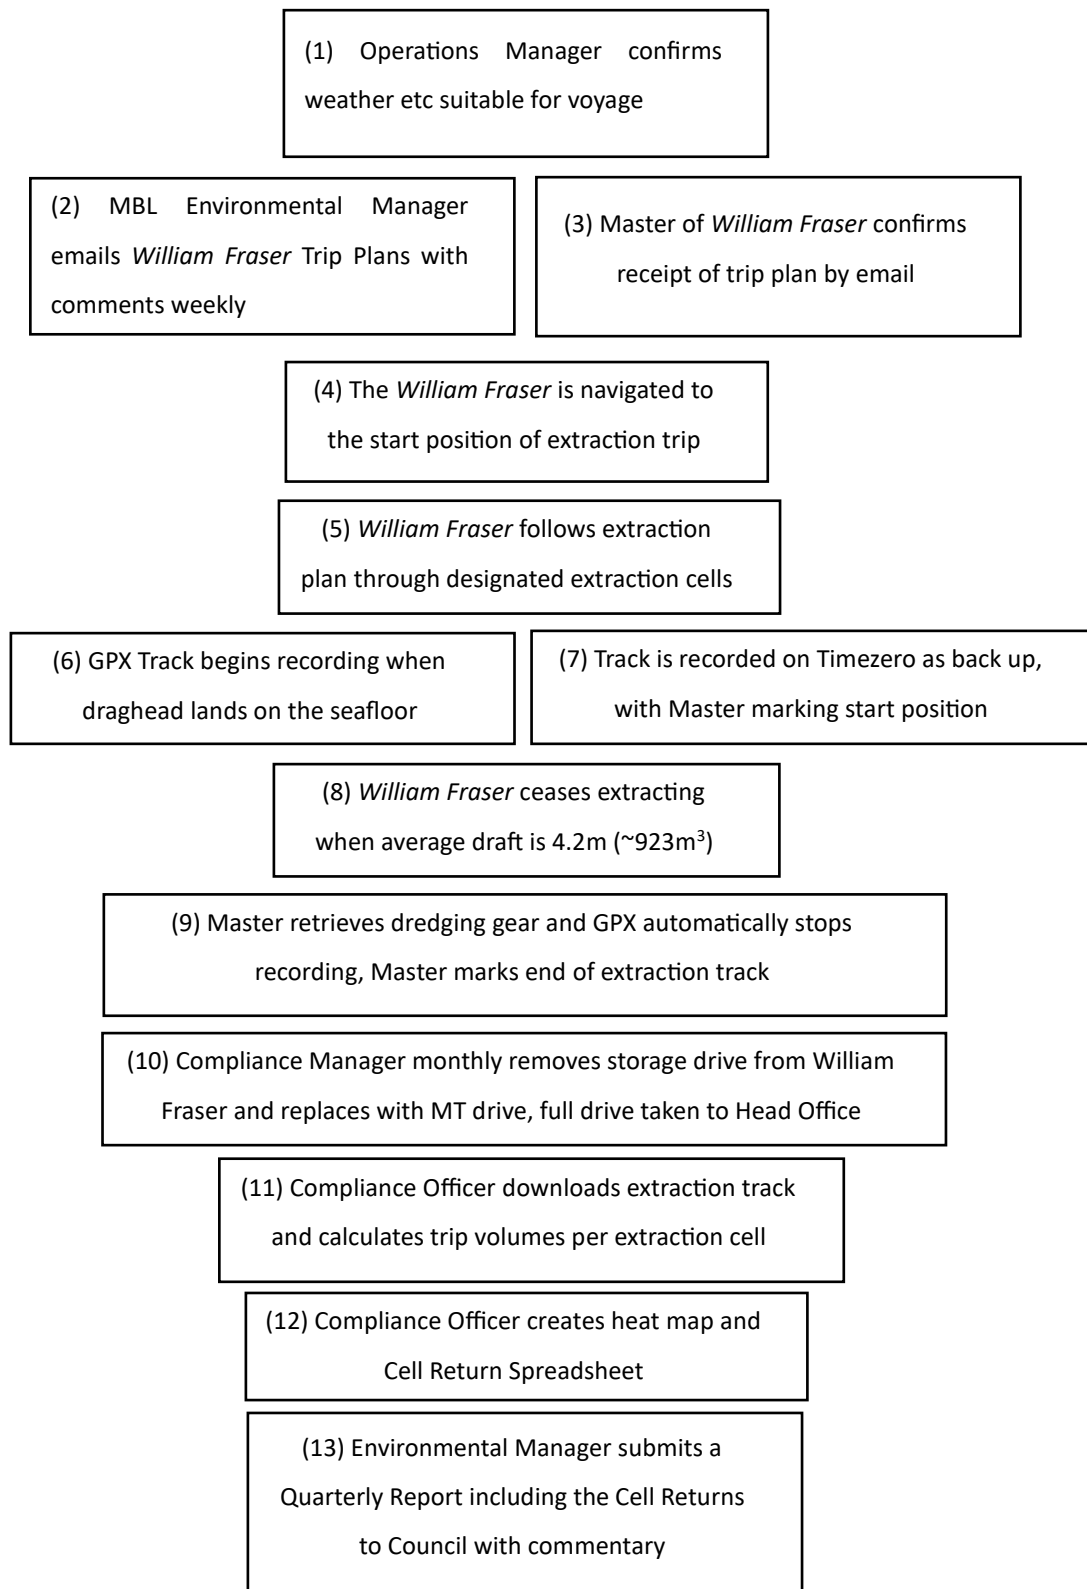 (1) Operations Manager confirms
weather etc suitable for voyage
(2) MBL Environmental Manager
emails William Fraser Trip Plans with
comments weekly
(3) Master of William Fraser confirms
receipt of trip plan by email
(4) The William Fraser is navigated to
the start position of extraction trip
(5) William Fraser follows extraction
plan through designated extraction cells
(6) GPX Track begins recording when
draghead lands on the seafloor
(7) Track is recorded on Timezero as back up,
with Master marking start position
(8) William Fraser ceases extracting
when average draft is 4.2m (~923m³)
(9) Master retrieves dredging gear and GPX automatically stops
recording, Master marks end of extraction track
(10) Compliance Manager monthly removes storage drive from William
Fraser and replaces with MT drive, full drive taken to Head Office
(11) Compliance Officer downloads extraction track
and calculates trip volumes per extraction cell
(12) Compliance Officer creates heat map and
Cell Return Spreadsheet
(13) Environmental Manager submits a
Quarterly Report including the Cell Returns
to Council with commentary